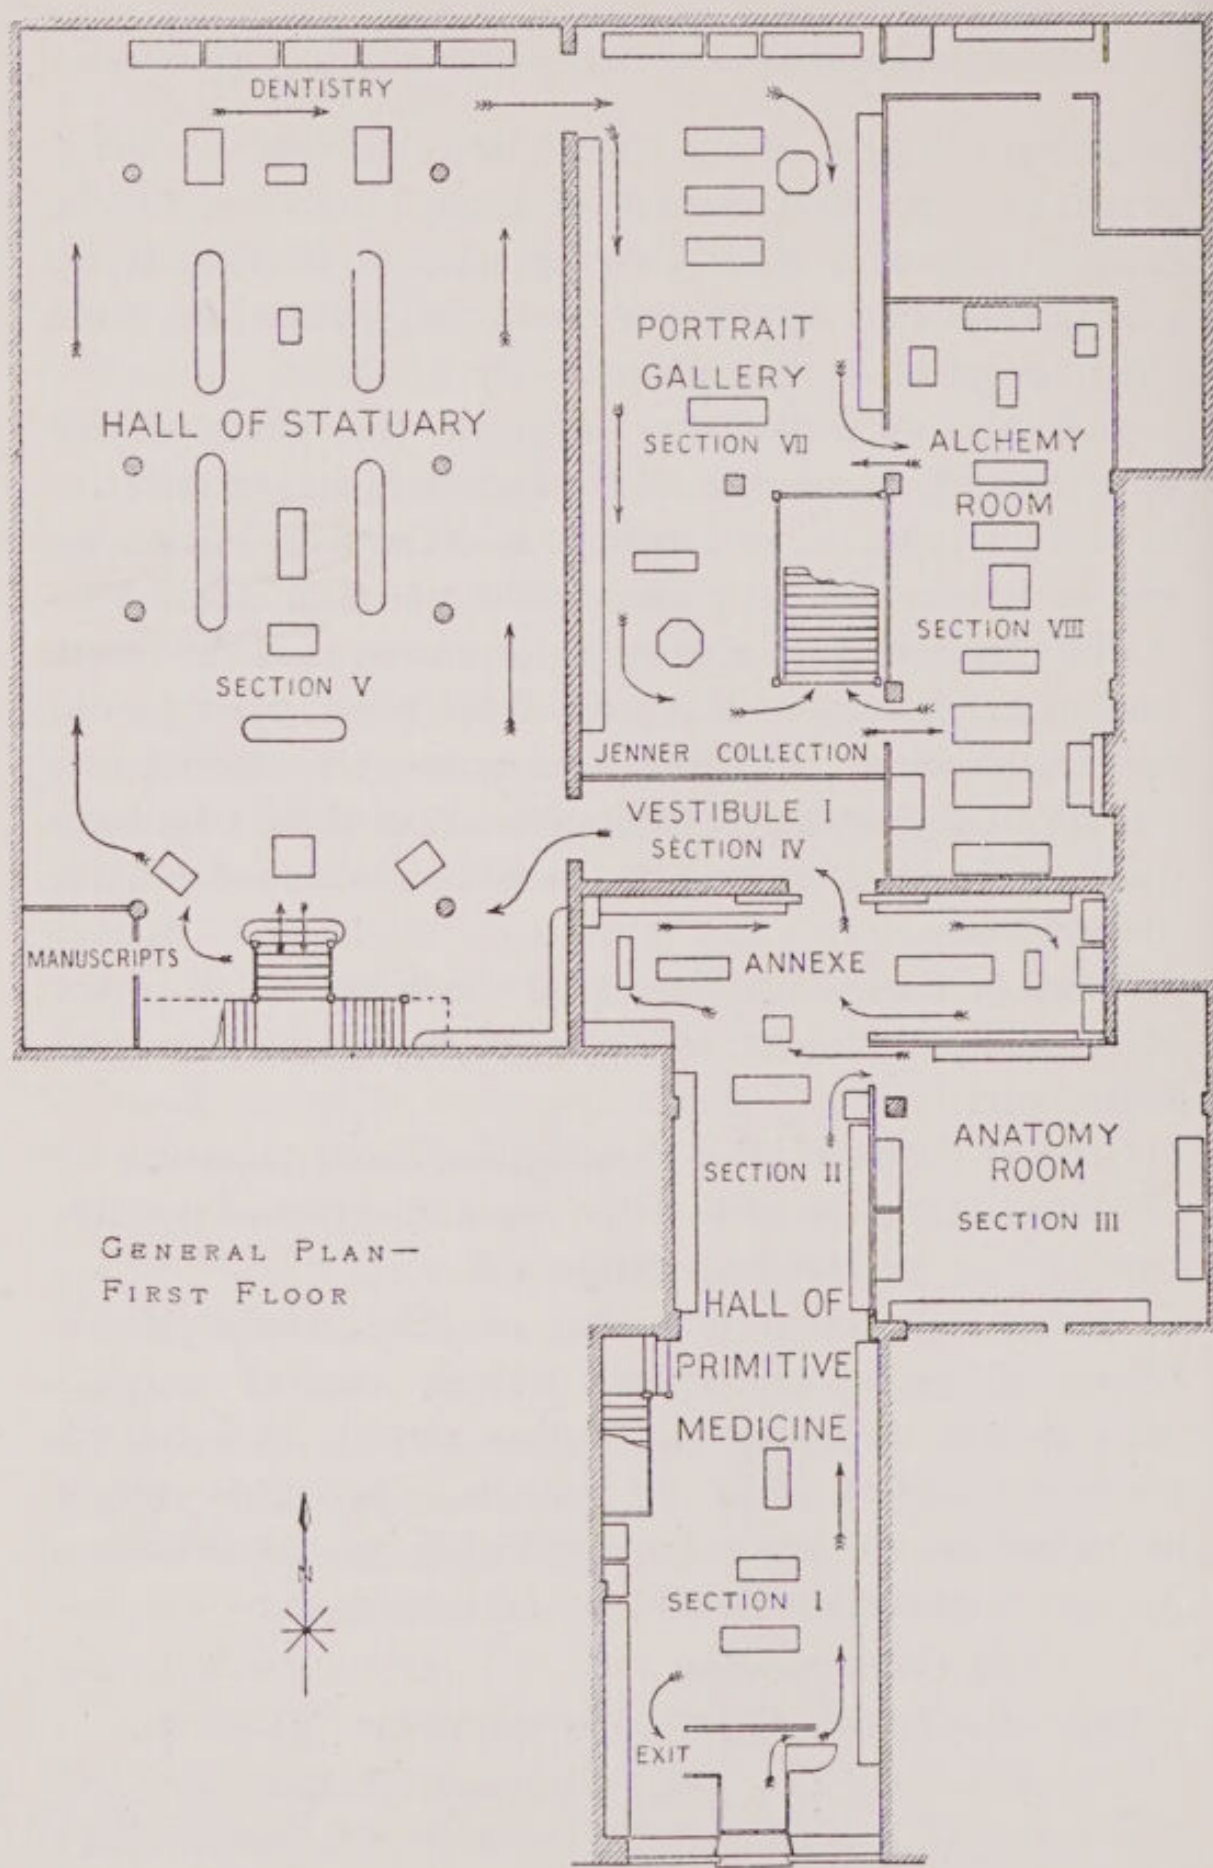 DENTISTRY
HALL OF STATUARY
SECTION V
MANUSCRIPTS
PORTRAIT
GALLERY
SECTION VII
JENNER COLLECTION
ALCHEMY
ROOM
SECTION VIII
VESTIBULE I
SECTION IV
ANNEXE
SECTION II
ANATOMY
ROOM
SECTION III
HALL OF
PRIMITIVE
MEDICINE
SECTION I
EXIT
GENERAL PLAN—
FIRST FLOOR
N